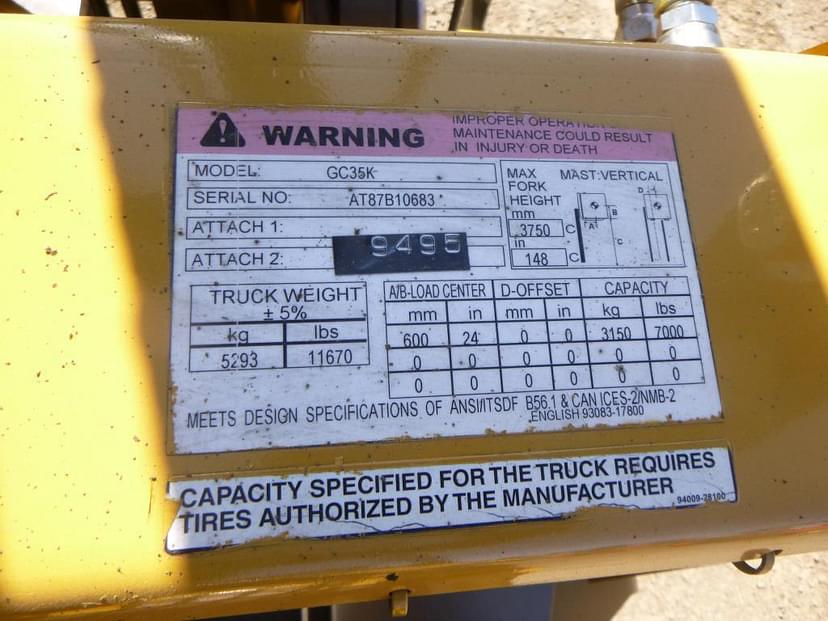 WARNING
IMPROPER OPERATION
MAINTENANCE COULD RESULT
IN INJURY OR DEATH
MODEL: GC35K
SERIAL NO: AT87B10683
ATTACH 1:
ATTACH 2:
9495
MAX FORK HEIGHT
mm
3750 C
in
148 C
MAST:VERTICAL
D
A
B
C
TRUCK WEIGHT
± 5%
kg lbs
5293 11670
A/B-LOAD CENTER D-OFFSET CAPACITY
mm in mm in kg lbs
600 24 0 0 3150 7000
0 0 0 0 0 0
0 0 0 0 0 0
MEETS DESIGN SPECIFICATIONS OF ANSI/ITSDF B56.1 & CAN ICES-2/NMB-2
ENGLISH 93083-17800
CAPACITY SPECIFIED FOR THE TRUCK REQUIRES
TIRES AUTHORIZED BY THE MANUFACTURER
94009-28100